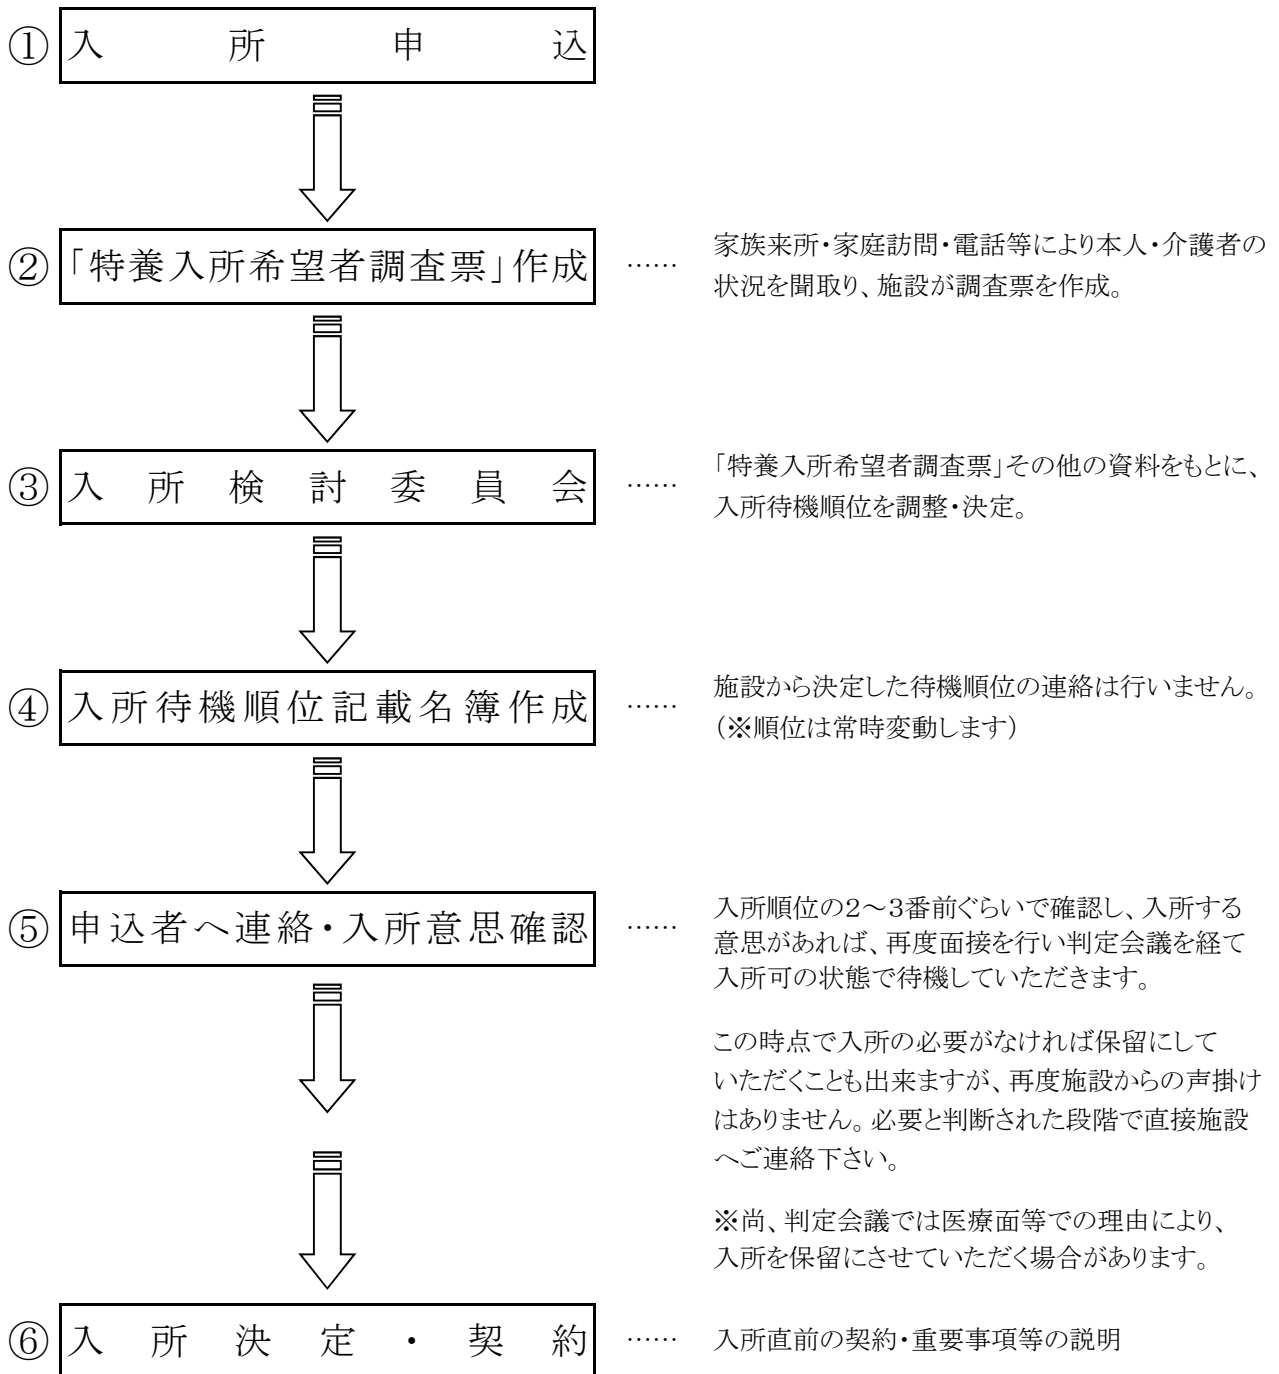 ① 入所申込
② 「特養入所希望者調査票」作成 …… 家族来所・家庭訪問・電話等により本人・介護者の
状況を聞取り、施設が調査票を作成。
③ 入所検討委員会 …… 「特養入所希望者調査票」その他の資料をもとに、
入所待機順位を調整・決定。
④ 入所待機順位記載名簿作成 …… 施設から決定した待機順位の連絡は行いません。
(※順位は常時変動します)
⑤ 申込者へ連絡・入所意思確認 …… 入所順位の2~3番前ぐらいで確認し、入所する
意思があれば、再度面接を行い判定会議を経て
入所可の状態で待機していただきます。
この時点で入所の必要がなければ保留にして
いただくことも出来ますが、再度施設からの声掛け
はありません。必要と判断された段階で直接施設
へご連絡下さい。
※尚、判定会議では医療面等での理由により、
入所を保留にさせていただく場合があります。
⑥ 入所決定・契約 …… 入所直前の契約・重要事項等の説明